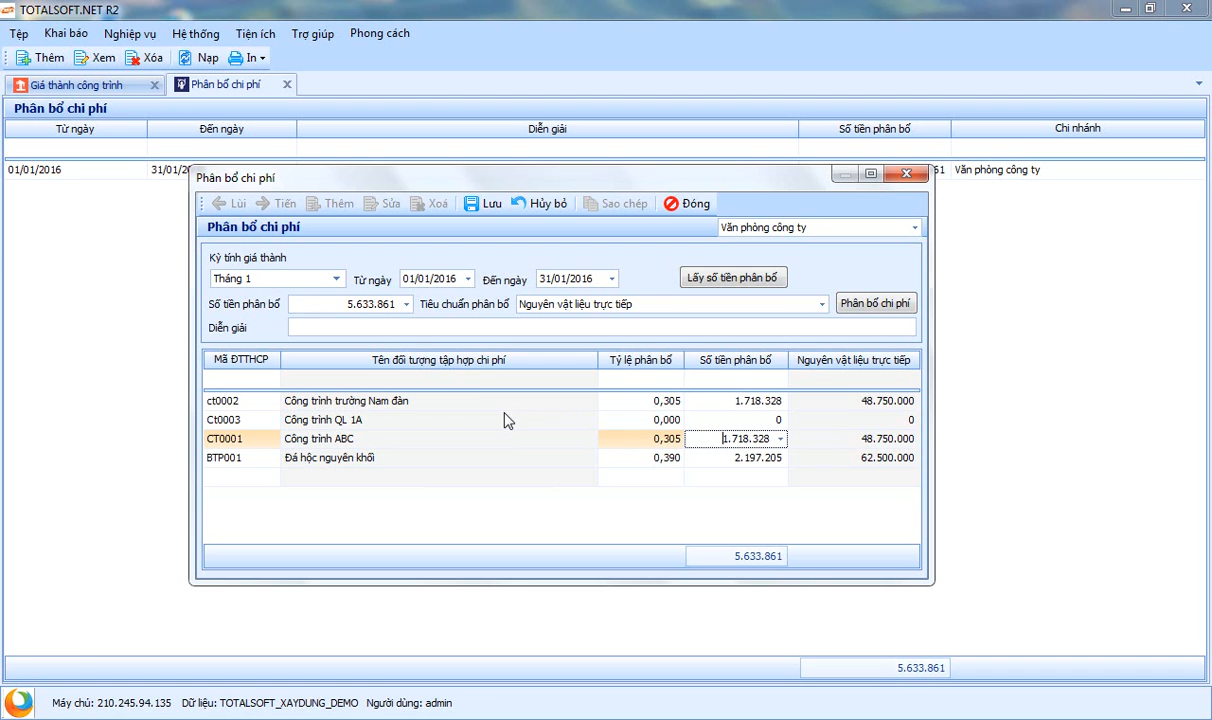 TOTALSOFT.NET R2
Tệp Khai báo Nghiệp vụ Hệ thống Tiện ích Trợ giúp Phong cách
Thêm Xem Xóa Nạp In
Giá thành công trình Phân bổ chi phí
Phân bổ chi phí
Từ ngày Đến ngày Diễn giải Số tiền phân bổ Chi nhánh
01/01/2016 31/01/20 61 Văn phòng công ty
Phân bổ chi phí
Lùi Tiến Thêm Sửa Xoá Lưu Hủy bỏ Sao chép Đóng
Phân bổ chi phí Văn phòng công ty
Kỳ tính giá thành
Tháng 1 Từ ngày 01/01/2016 Đến ngày 31/01/2016 Lấy số tiền phân bổ
Số tiền phân bổ 5.633.861 Tiêu chuẩn phân bổ Nguyên vật liệu trực tiếp Phân bổ chi phí
Diễn giải
Mã ĐTTHCP Tên đối tượng tập hợp chi phí Tỷ lệ phân bổ Số tiền phân bổ Nguyên vật liệu trực tiếp
ct0002 Công trình trường Nam đàn 0,305 1.718.328 48.750.000
Ct0003 Công trình QL 1A 0,000 0 0
CT0001 Công trình ABC 0,305 1.718.328 48.750.000
BTP001 Đá hộc nguyên khối 0,390 2.197.205 62.500.000
5.633.861
5.633.861
Máy chủ: 210.245.94.135 Dữ liệu: TOTALSOFT_XAYDUNG_DEMO Người dùng: admin